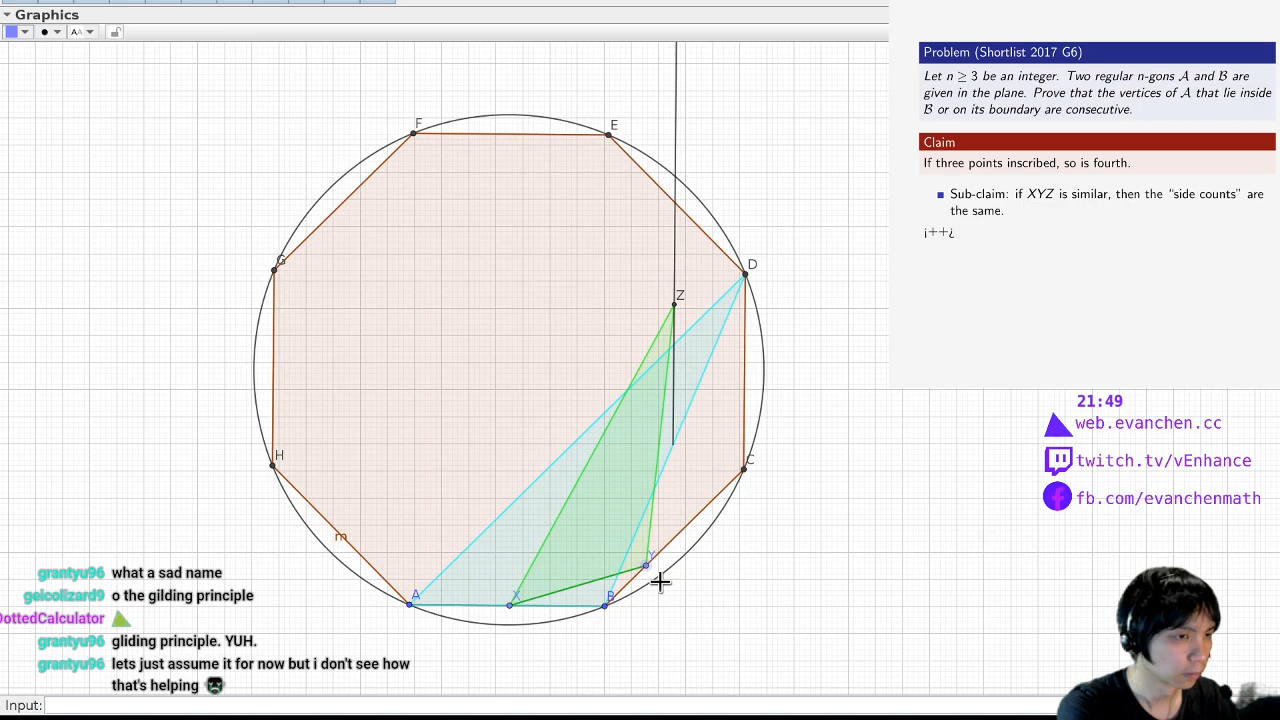 Graphics
AA
F
E
G
D
Z
H
C
m
Y
A
X
B
Problem (Shortlist 2017 G6)
Let n ≥ 3 be an integer. Two regular n-gons 𝒜 and ℬ are
given in the plane. Prove that the vertices of 𝒜 that lie inside
ℬ or on its boundary are consecutive.
Claim
If three points inscribed, so is fourth.
Sub-claim: if XYZ is similar, then the “side counts” are
the same.
¡++¿
21:49
web.evanchen.cc
twitch.tv/vEnhance
fb.com/evanchenmath
grantyu96 what a sad name
geicolizard9 o the gilding principle
DottedCalculator
grantyu96 gliding principle. YUH.
grantyu96 lets just assume it for now but i don't see how
that's helping
Input: